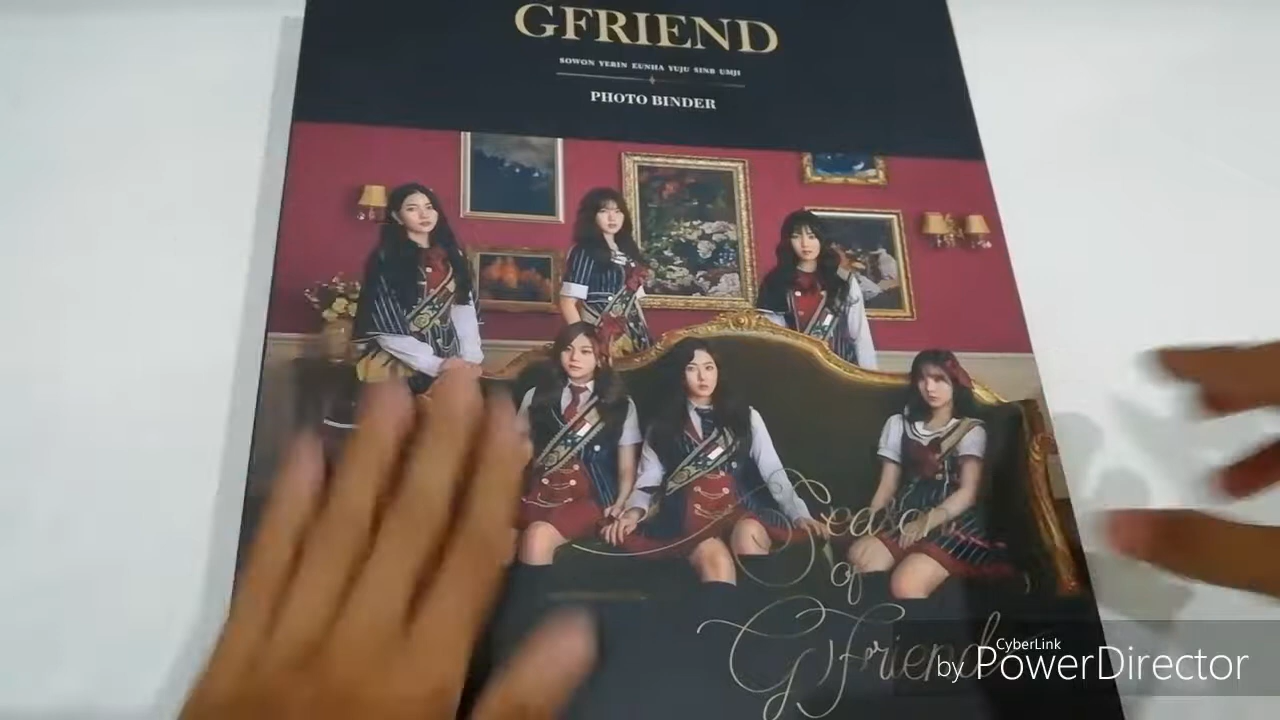 GFRIEND
SOWON YERIN EUNHA YUJU SINB UMJI
PHOTO BINDER
Season
of
GFriend
CyberLink
by PowerDirector